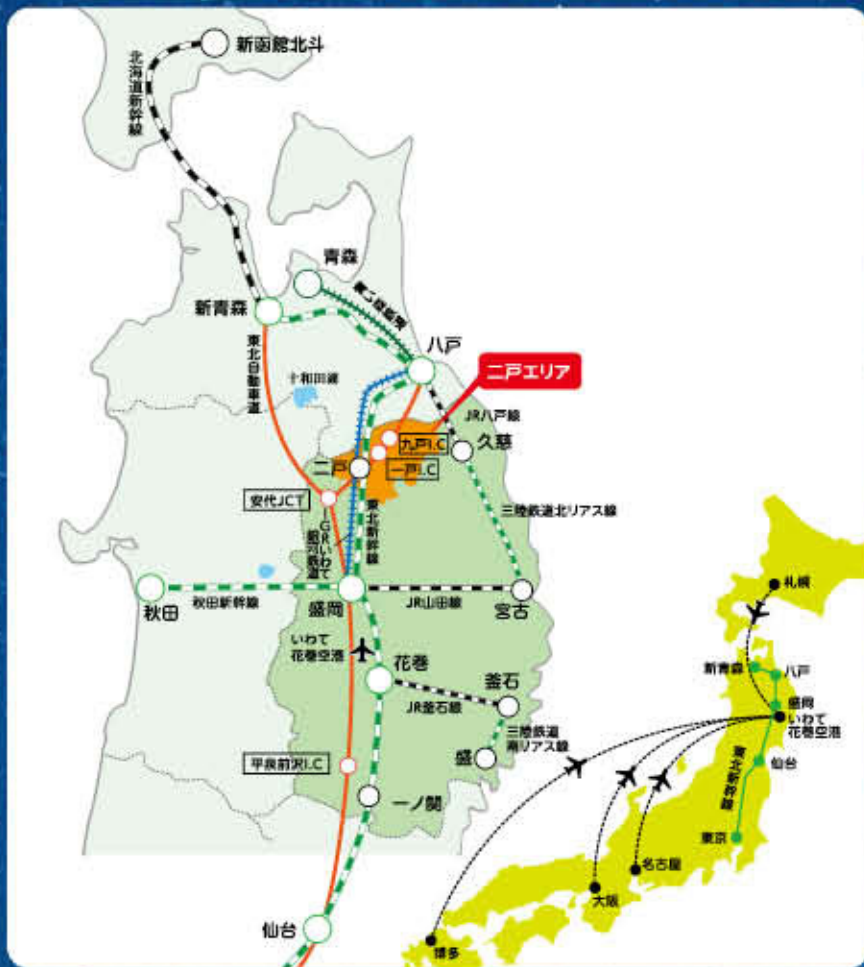 新函館北斗
北海道新幹線
青森
新青森
青い森鉄道
八戸
東北自動車道
十和田湖
二戸エリア
JR八戸線
九戸I.C
久慈
二戸
一戸I.C
安代JCT
東北新幹線
IGRいわて
銀河鉄道
三陸鉄道北リアス線
秋田
秋田新幹線
盛岡
JR山田線
宮古
いわて
花巻空港
花巻
釜石
JR釜石線
三陸鉄道
南リアス線
盛
平泉前沢I.C
一ノ関
仙台
札幌
新青森
八戸
盛岡
いわて
花巻空港
仙台
東北新幹線
東京
名古屋
大阪
博多